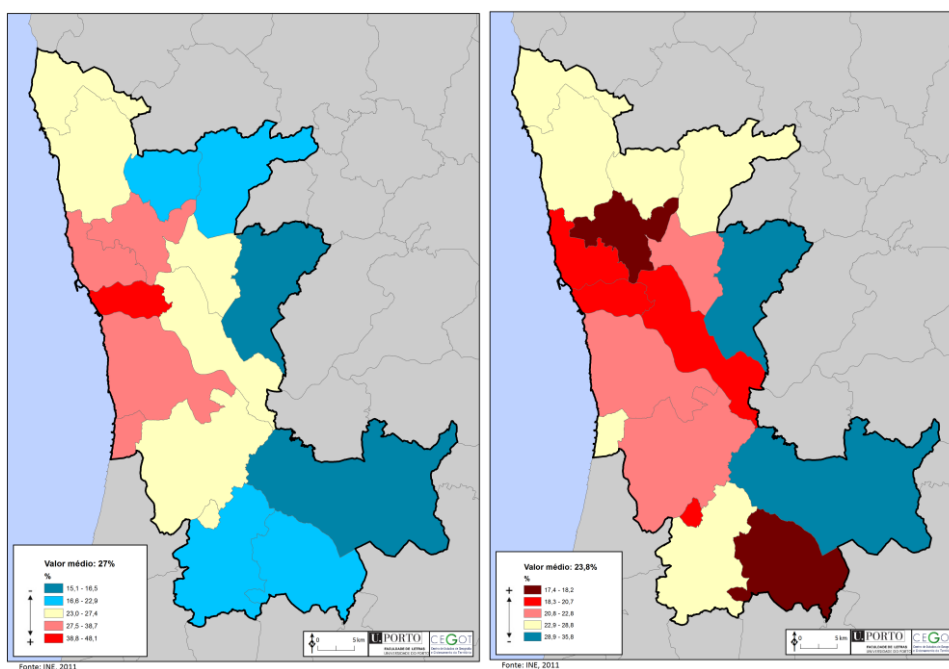 Valor médio: 27%
%
-
+
15,1 - 16,5
16,6 - 22,9
23,0 - 27,4
27,5 - 38,7
38,8 - 46,1
0
5 km
U. PORTO
FACULDADE DE LETRAS
UNIVERSIDADE DO PORTO
CEGOT
Fonte: INE, 2011
Valor médio: 23,8%
%
+
-
17,4 - 18,2
18,3 - 20,7
20,8 - 22,8
22,9 - 28,8
28,9 - 35,8
0
5 km
U. PORTO
FACULDADE DE LETRAS
UNIVERSIDADE DO PORTO
CEGOT
Fonte: INE, 2011